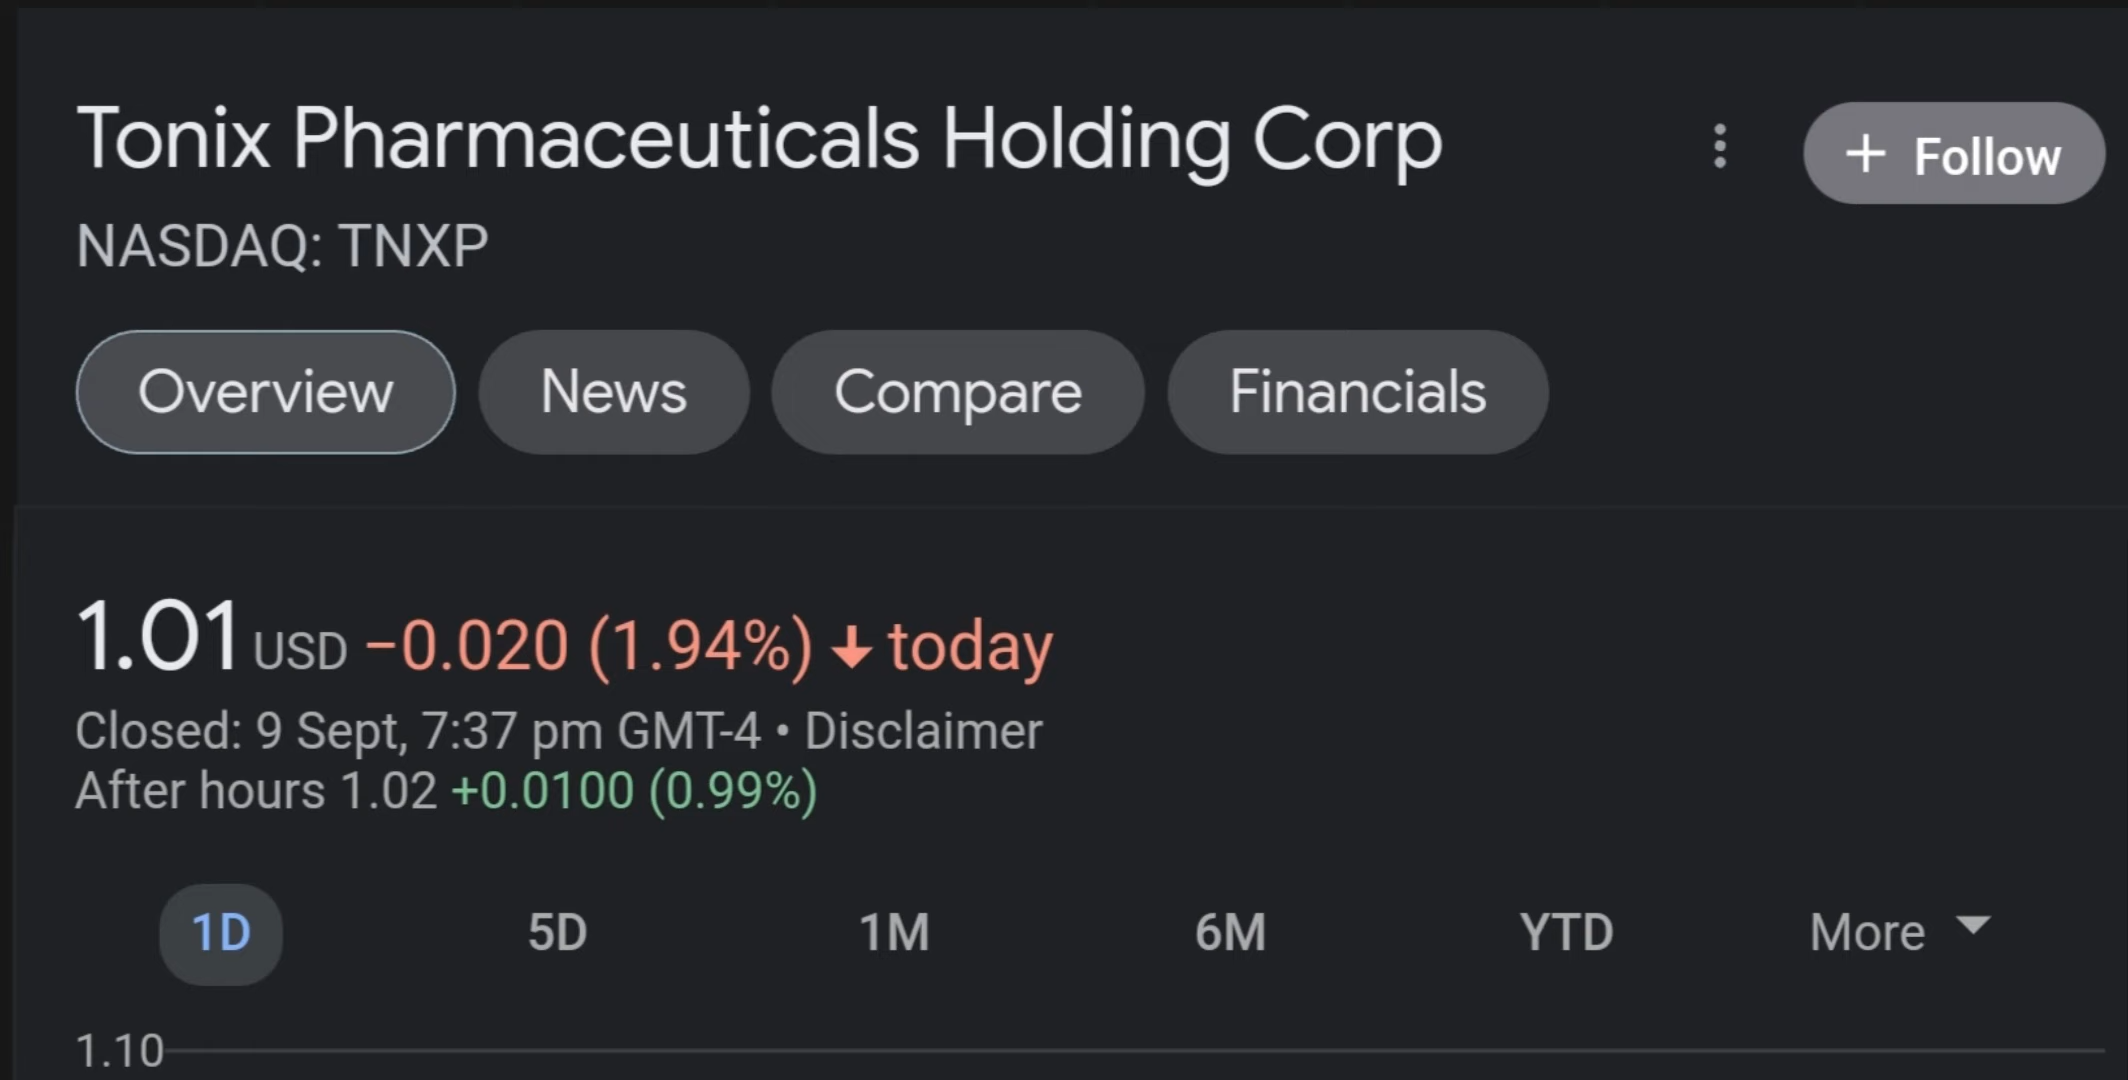 Tonix Pharmaceuticals Holding Corp
+ Follow
NASDAQ: TNXP
Overview News Compare Financials
1.01 USD −0.020 (1.94%) ↓ today
Closed: 9 Sept, 7:37 pm GMT-4 • Disclaimer
After hours 1.02 +0.0100 (0.99%)
1D 5D 1M 6M YTD More
1.10